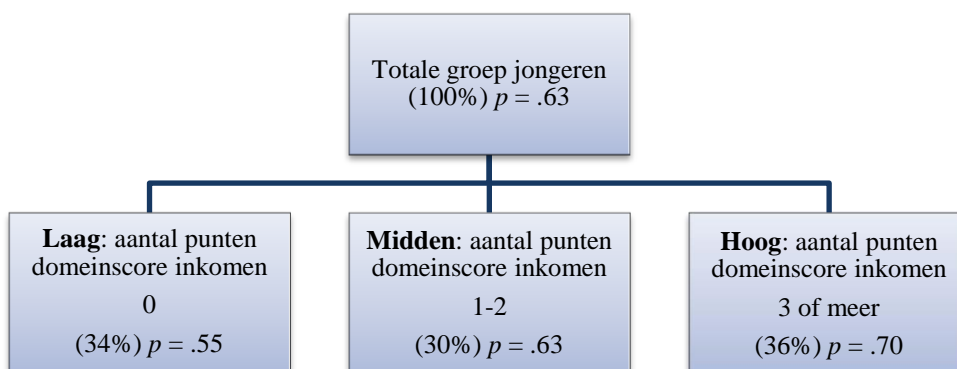 Totale groep jongeren
(100%) p = .63
Laag: aantal punten
domeinscore inkomen
0
(34%) p = .55
Midden: aantal punten
domeinscore inkomen
1-2
(30%) p = .63
Hoog: aantal punten
domeinscore inkomen
3 of meer
(36%) p = .70